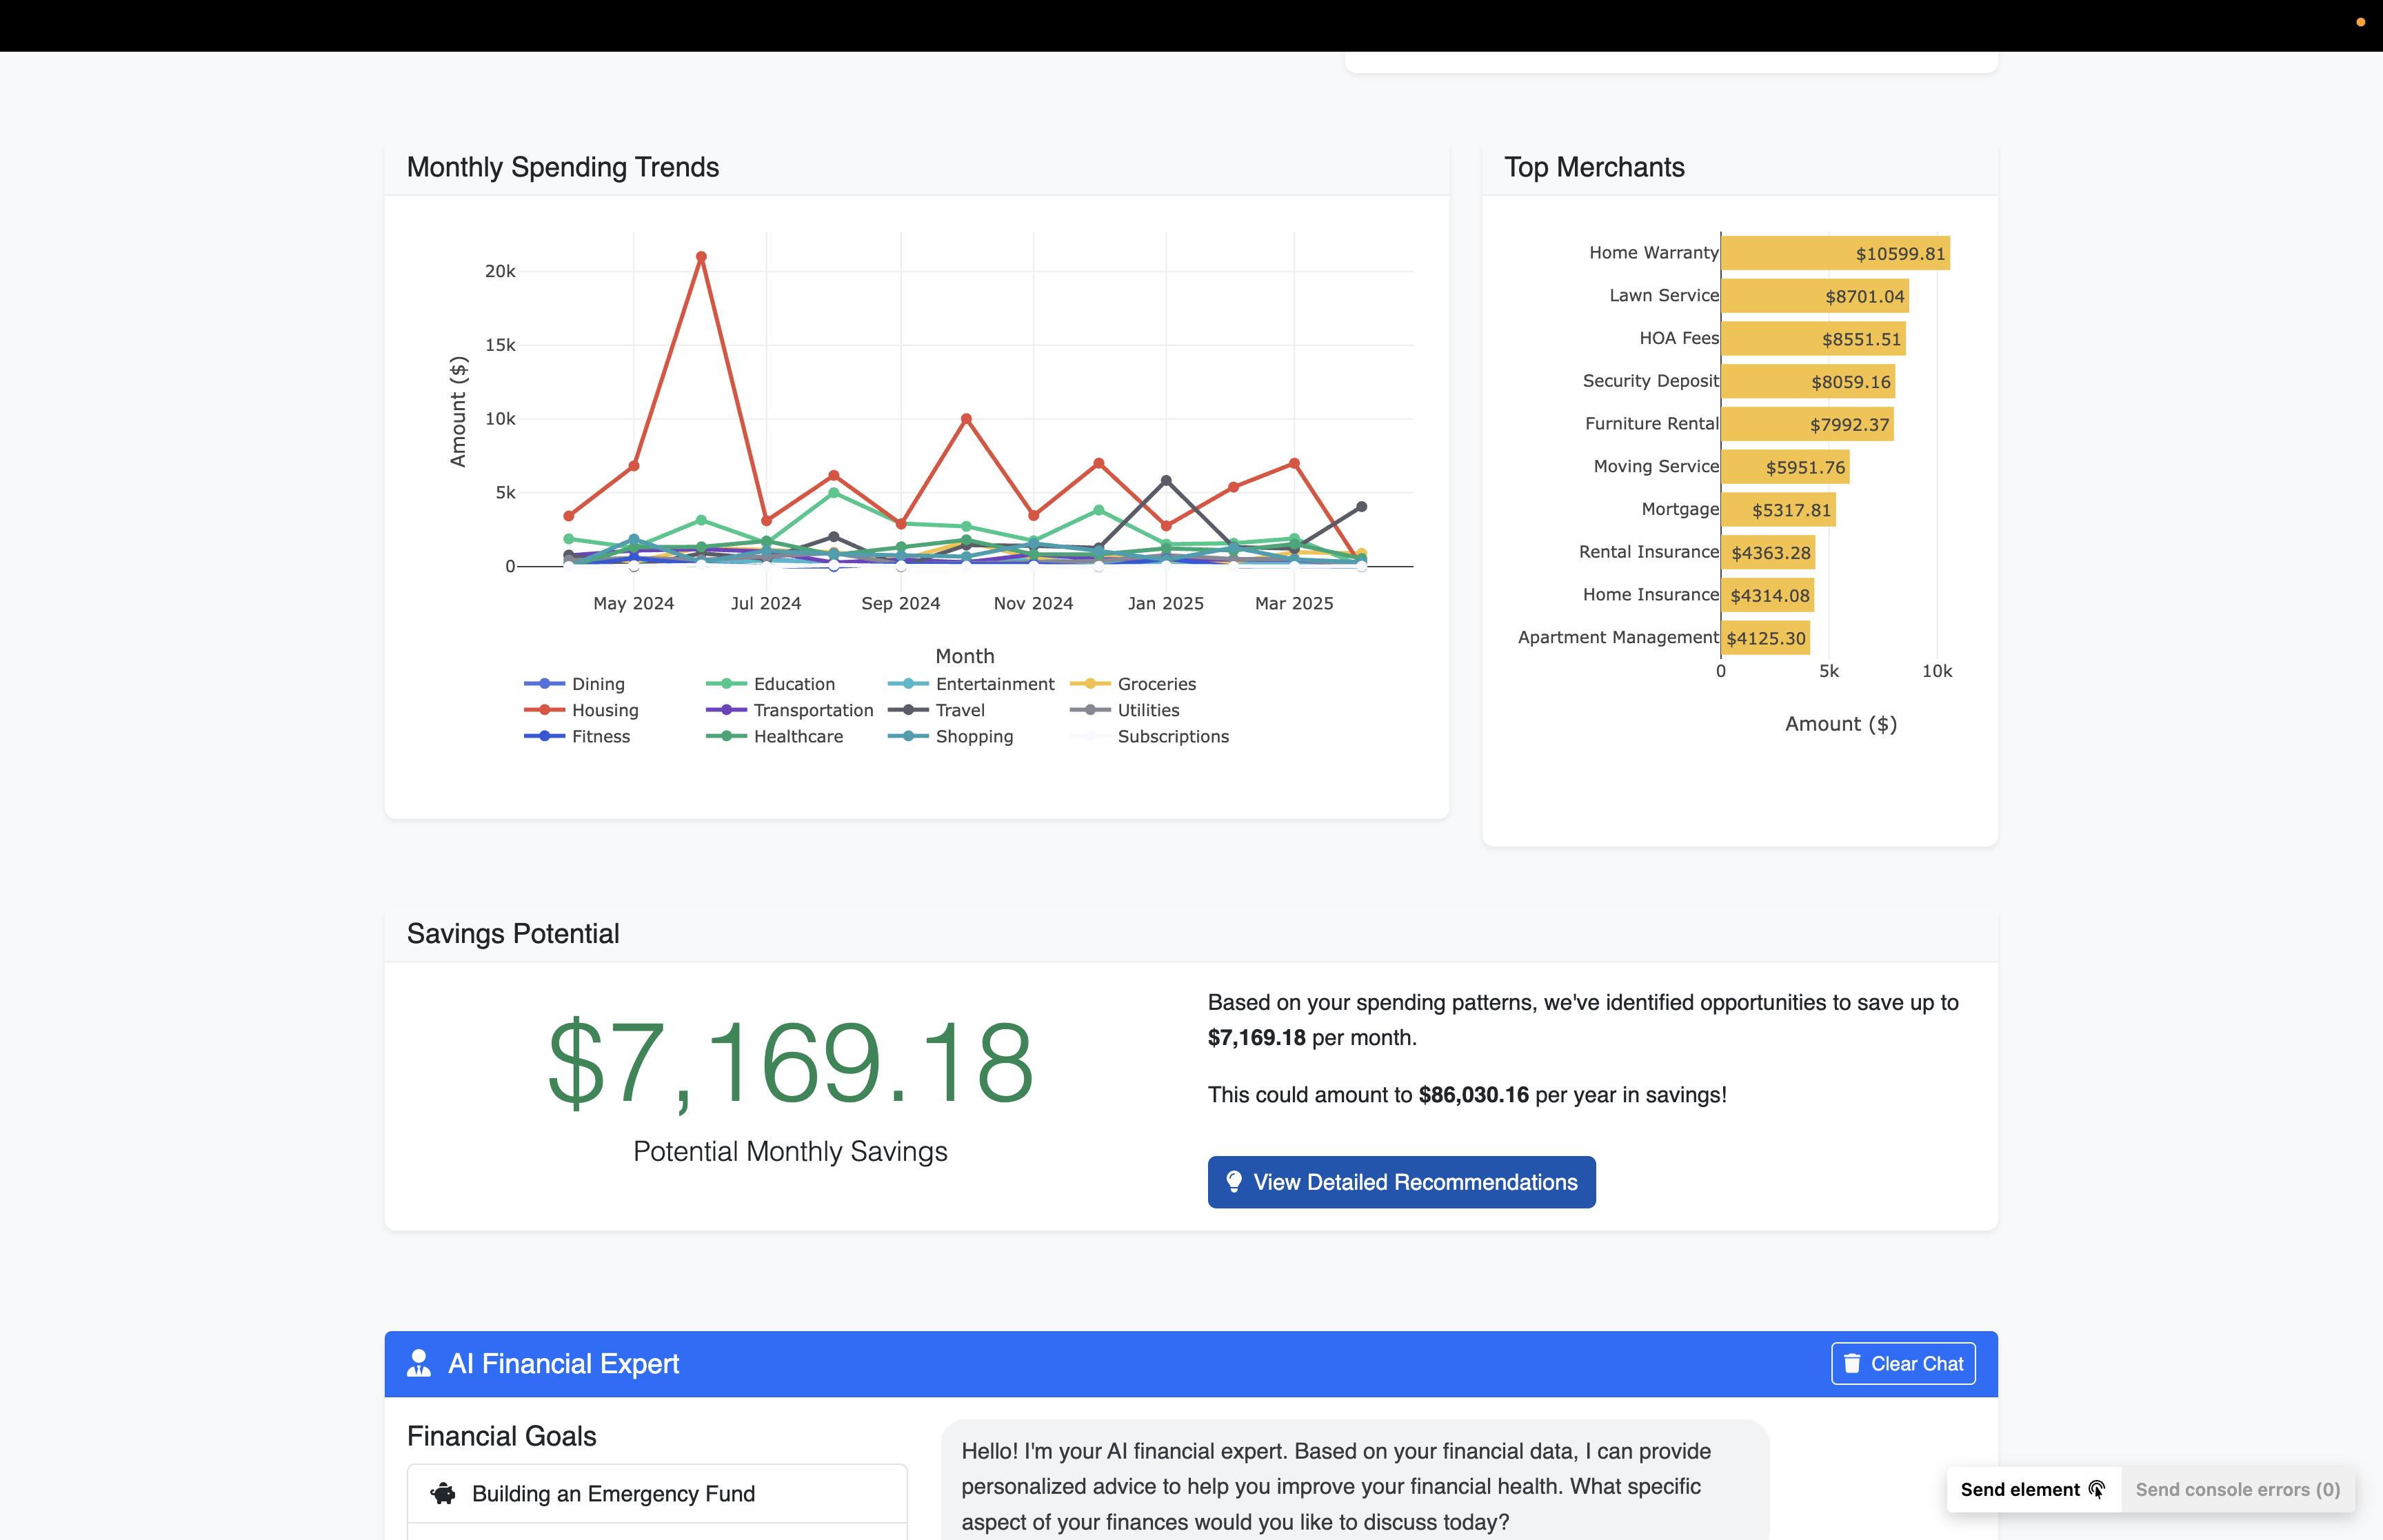 Monthly Spending Trends
Amount ($)
20k
15k
10k
5k
0
May 2024
Jul 2024
Sep 2024
Nov 2024
Jan 2025
Mar 2025
Month
Dining
Education
Entertainment
Groceries
Housing
Transportation
Travel
Utilities
Fitness
Healthcare
Shopping
Subscriptions
Top Merchants
Home Warranty $10599.81
Lawn Service $8701.04
HOA Fees $8551.51
Security Deposit $8059.16
Furniture Rental $7992.37
Moving Service $5951.76
Mortgage $5317.81
Rental Insurance $4363.28
Home Insurance $4314.08
Apartment Management $4125.30
0 5k 10k
Amount ($)
Savings Potential
$7,169.18
Potential Monthly Savings
Based on your spending patterns, we've identified opportunities to save up to
$7,169.18 per month.
This could amount to $86,030.16 per year in savings!
View Detailed Recommendations
AI Financial Expert
Clear Chat
Financial Goals
Building an Emergency Fund
Hello! I'm your AI financial expert. Based on your financial data, I can provide
personalized advice to help you improve your financial health. What specific
aspect of your finances would you like to discuss today?
Send element
Send console errors (0)